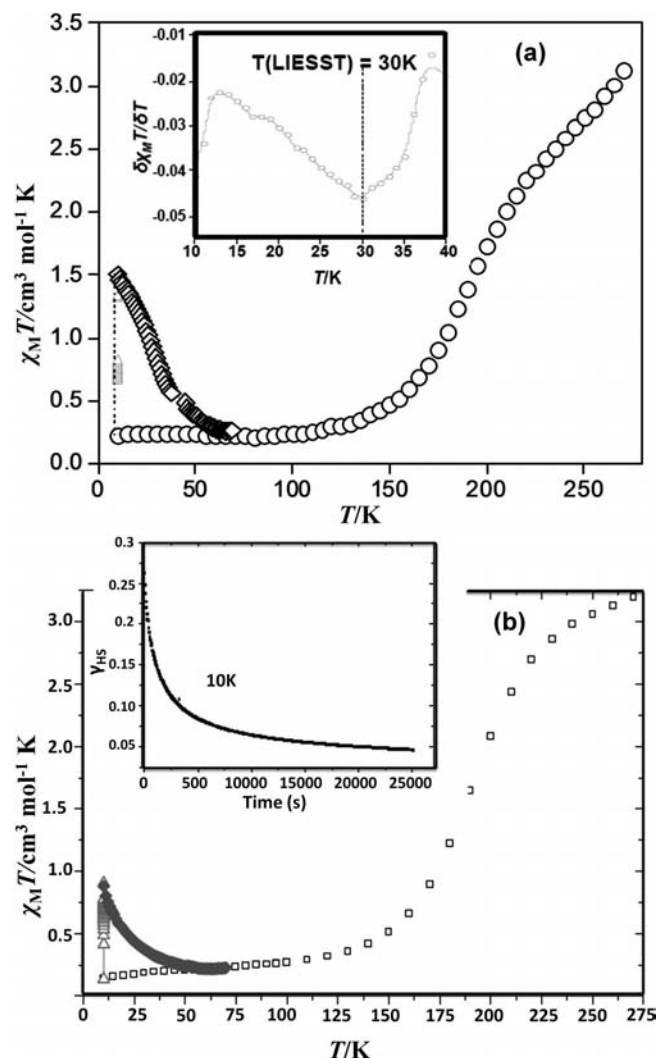 (a)
T(LIESST) = 30K
-0.01
-0.02
-0.03
-0.04
-0.05
δχMT/δT
10 15 20 25 30 35 40
T/K
3.5
3.0
2.5
2.0
1.5
1.0
0.5
0.0
χMT/cm³ mol⁻¹ K
0 50 100 150 200 250
T/K
(b)
0.3
0.25
0.20
0.15
0.10
0.05
γHS
10K
0 500 10000 15000 20000 25000
Time (s)
3.0
2.5
2.0
1.5
1.0
0.5
χMT/cm³ mol⁻¹ K
0 25 50 75 100 125 150 175 200 225 250 275
T/K